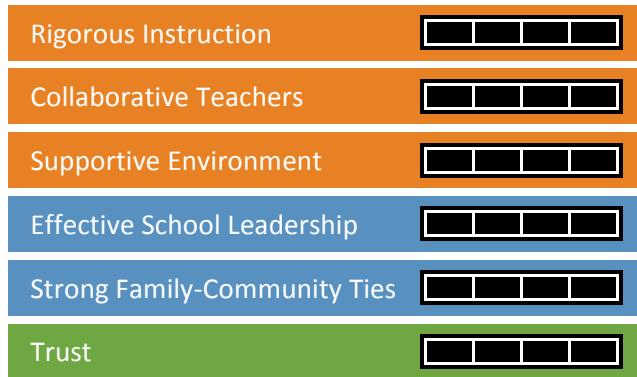 Rigorous Instruction
Collaborative Teachers
Supportive Environment
Effective School Leadership
Strong Family-Community Ties
Trust